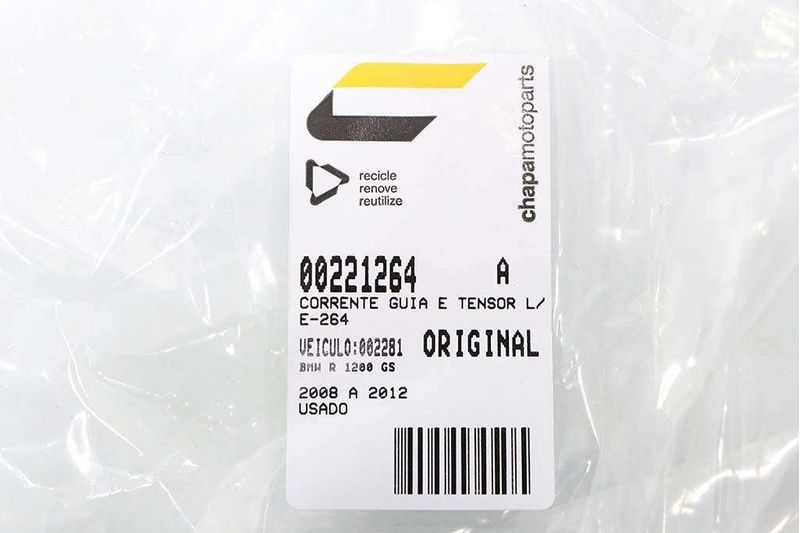 chapamotoparts
recicle
renove
reutilize
00221264 A
CORRENTE GUIA E TENSOR L/
E-264
VEICULO:002281 ORIGINAL
BMW R 1200 GS
2008 A 2012
USADO